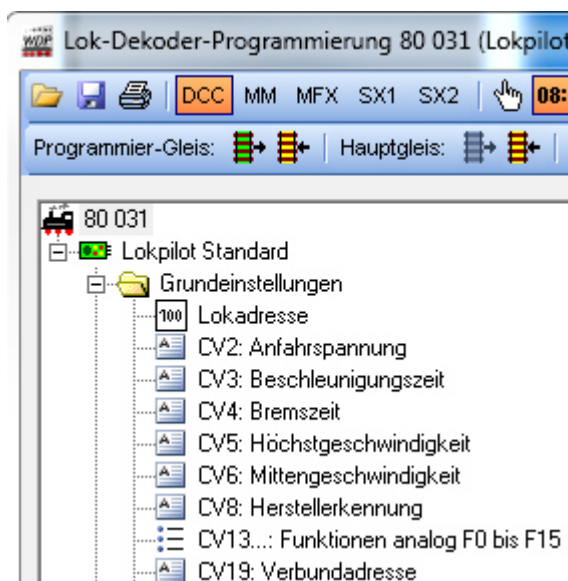 WDP Lok-Dekoder-Programmierung 80 031 (Lokpilot
DCC MM MFX SX1 SX2 08:
Programmier-Gleis: Hauptgleis:
80 031
Lokpilot Standard
Grundeinstellungen
100 Lokadresse
CV2: Anfahrspannung
CV3: Beschleunigungszeit
CV4: Bremszeit
CV5: Höchstgeschwindigkeit
CV6: Mittengeschwindigkeit
CV8: Herstellerkennung
CV13...: Funktionen analog F0 bis F15
CV19: Verbundadresse